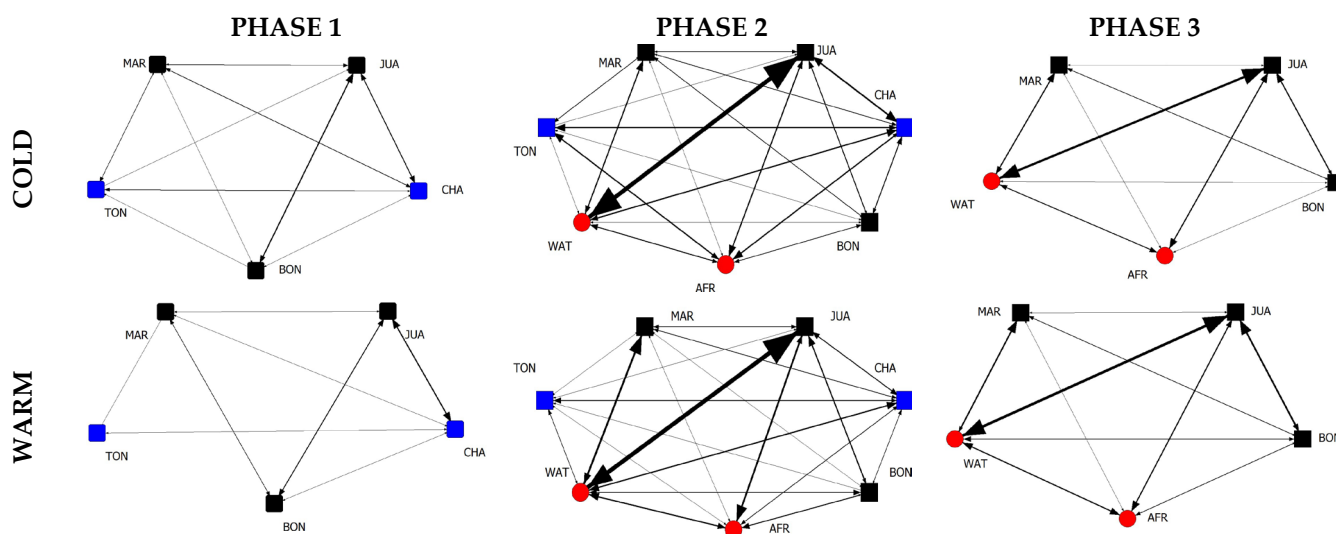 PHASE 1 PHASE 2 PHASE 3
COLD
MAR JUA
TON CHA
BON
MAR JUA
CHA
TON
WAT BON
AFR
MAR JUA
WAT BON
AFR
WARM
MAR JUA
TON CHA
BON
MAR JUA
TON CHA
WAT BON
AFR
MAR JUA
WAT BON
AFR